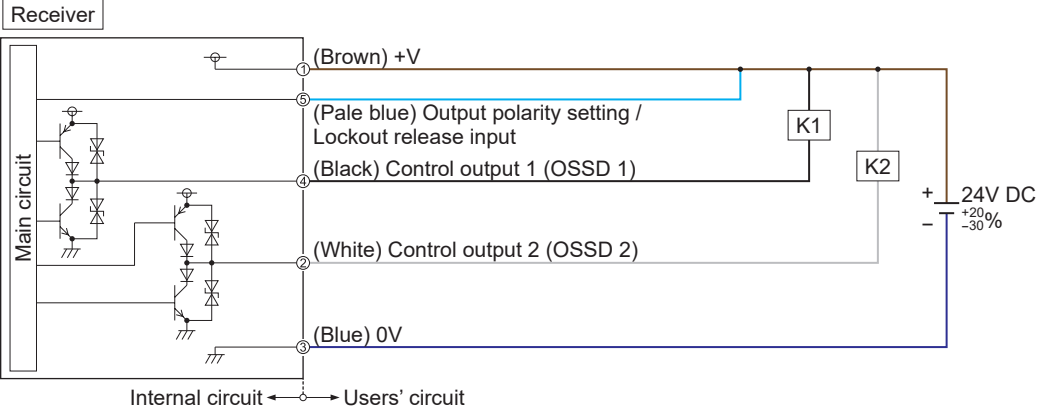 Receiver
Main circuit
① (Brown) +V
⑤
(Pale blue) Output polarity setting /
Lockout release input
④ (Black) Control output 1 (OSSD 1)
② (White) Control output 2 (OSSD 2)
③ (Blue) 0V
K1
K2
+ 24V DC
+20
−30%
−
Internal circuit
Users' circuit